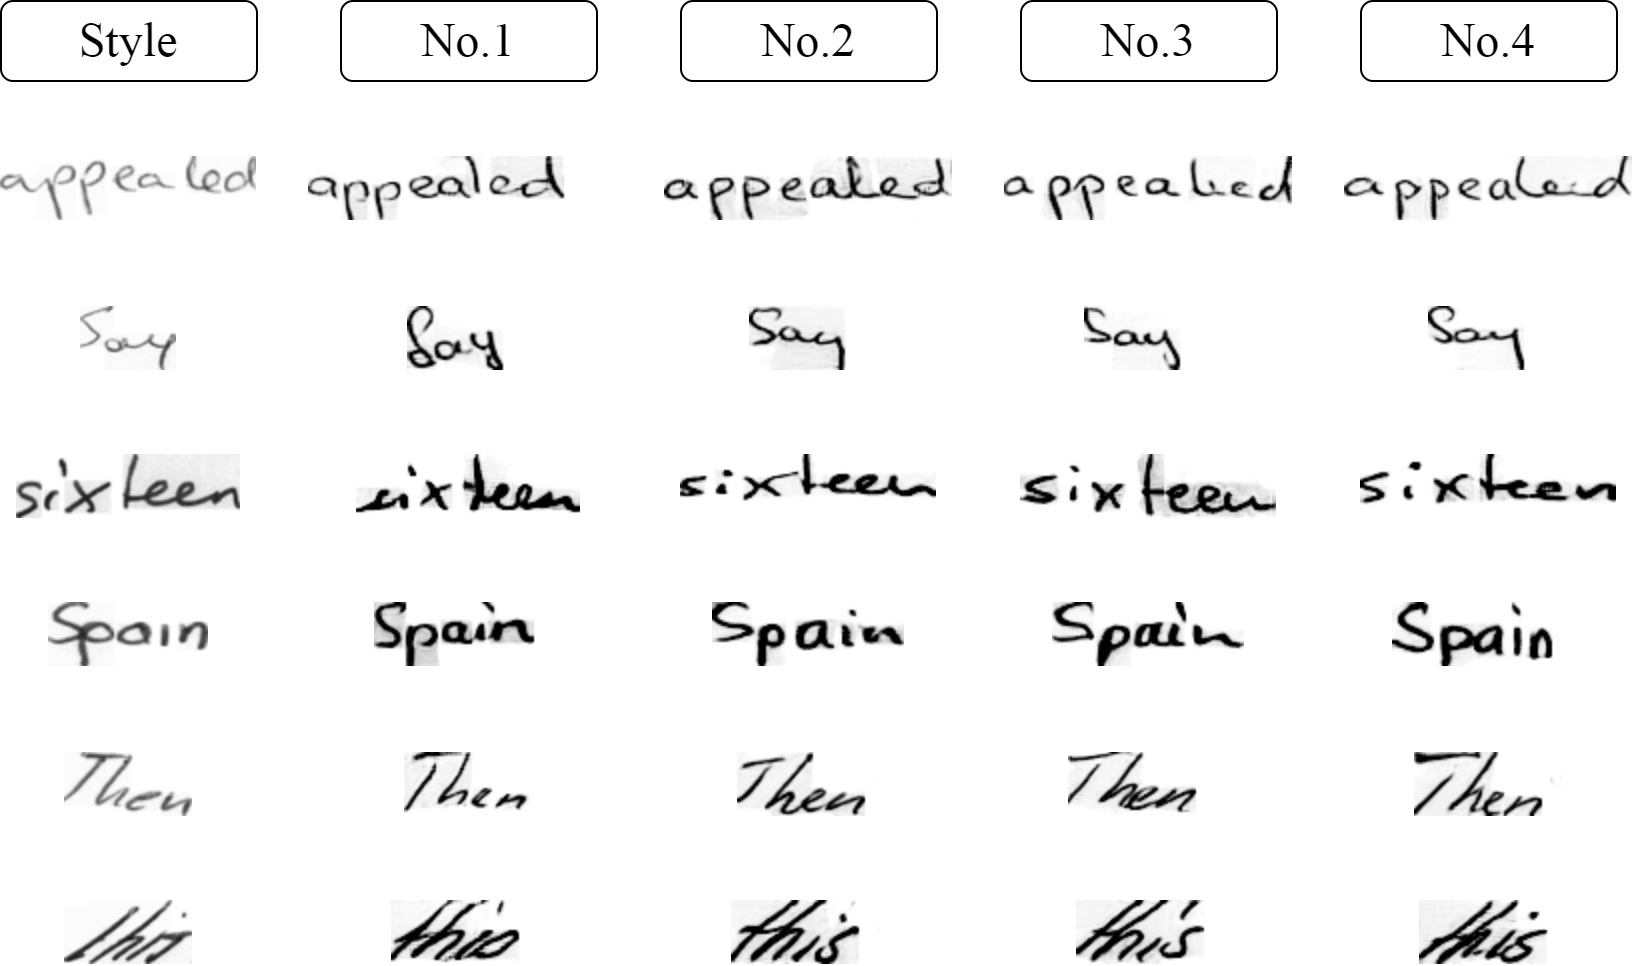 Style No.1 No.2 No.3 No.4
appealed appealed appealed appealed appealed
Say Say Say Say Say
sixteen sixteen sixteen sixteen sixteen
Spain Spain Spain Spain Spain
Then Then Then Then Then
this this this this this